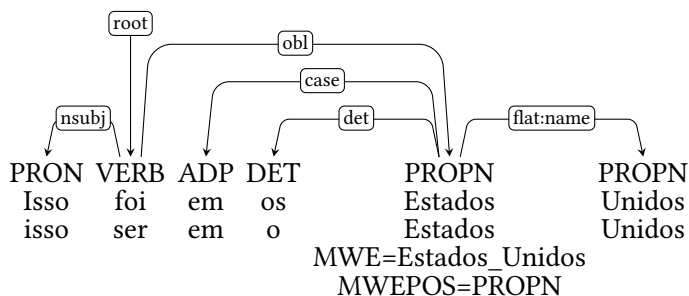 root
obl
case
nsubj det flat:name
PRON VERB ADP DET PROPN PROPN
Isso foi em os Estados Unidos
isso ser em o Estados Unidos
MWE=Estados_Unidos
MWEPOS=PROPN